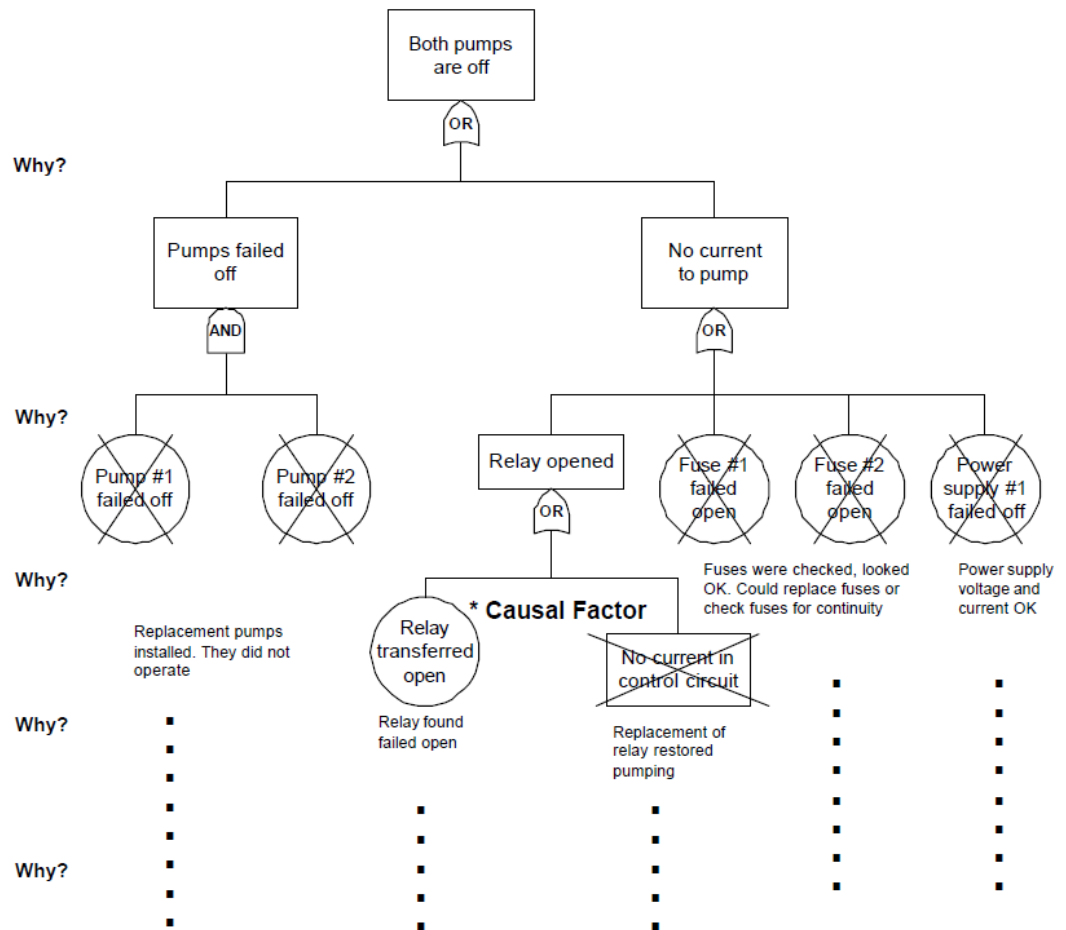 Both pumps
are off
OR
Why?
Pumps failed
off
No current
to pump
AND
OR
Why?
Pump #1
failed off
Pump #2
failed off
Relay opened
Fuse #1
failed
open
Fuse #2
failed
open
Power
supply #1
failed off
OR
Why?
Fuses were checked, looked
OK. Could replace fuses or
check fuses for continuity
Power supply
voltage and
current OK
* Causal Factor
Replacement pumps
installed. They did not
operate
Relay
transferred
open
No current in
control circuit
Why?
Relay found
failed open
Replacement of
relay restored
pumping
Why?